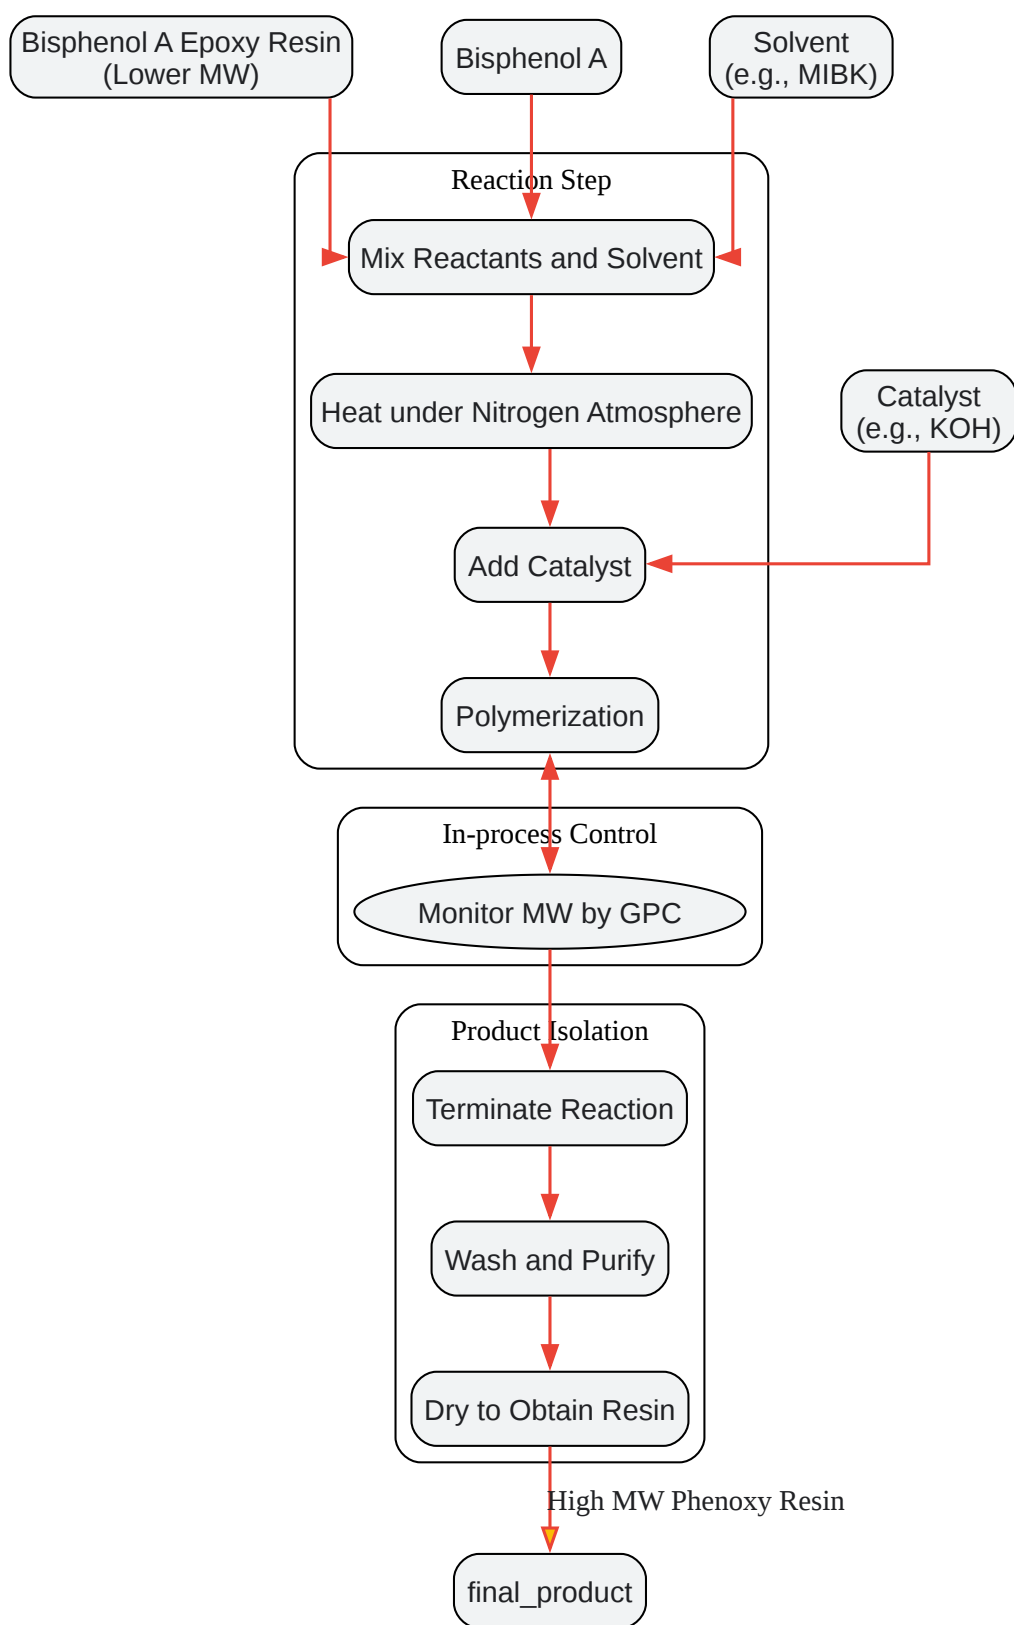 Bisphenol A Epoxy Resin
(Lower MW)
Bisphenol A
Solvent
(e.g., MIBK)
Reaction Step
Mix Reactants and Solvent
Heat under Nitrogen Atmosphere
Catalyst
(e.g., KOH)
Add Catalyst
Polymerization
In-process Control
Monitor MW by GPC
Product Isolation
Terminate Reaction
Wash and Purify
Dry to Obtain Resin
High MW Phenoxy Resin
final_product